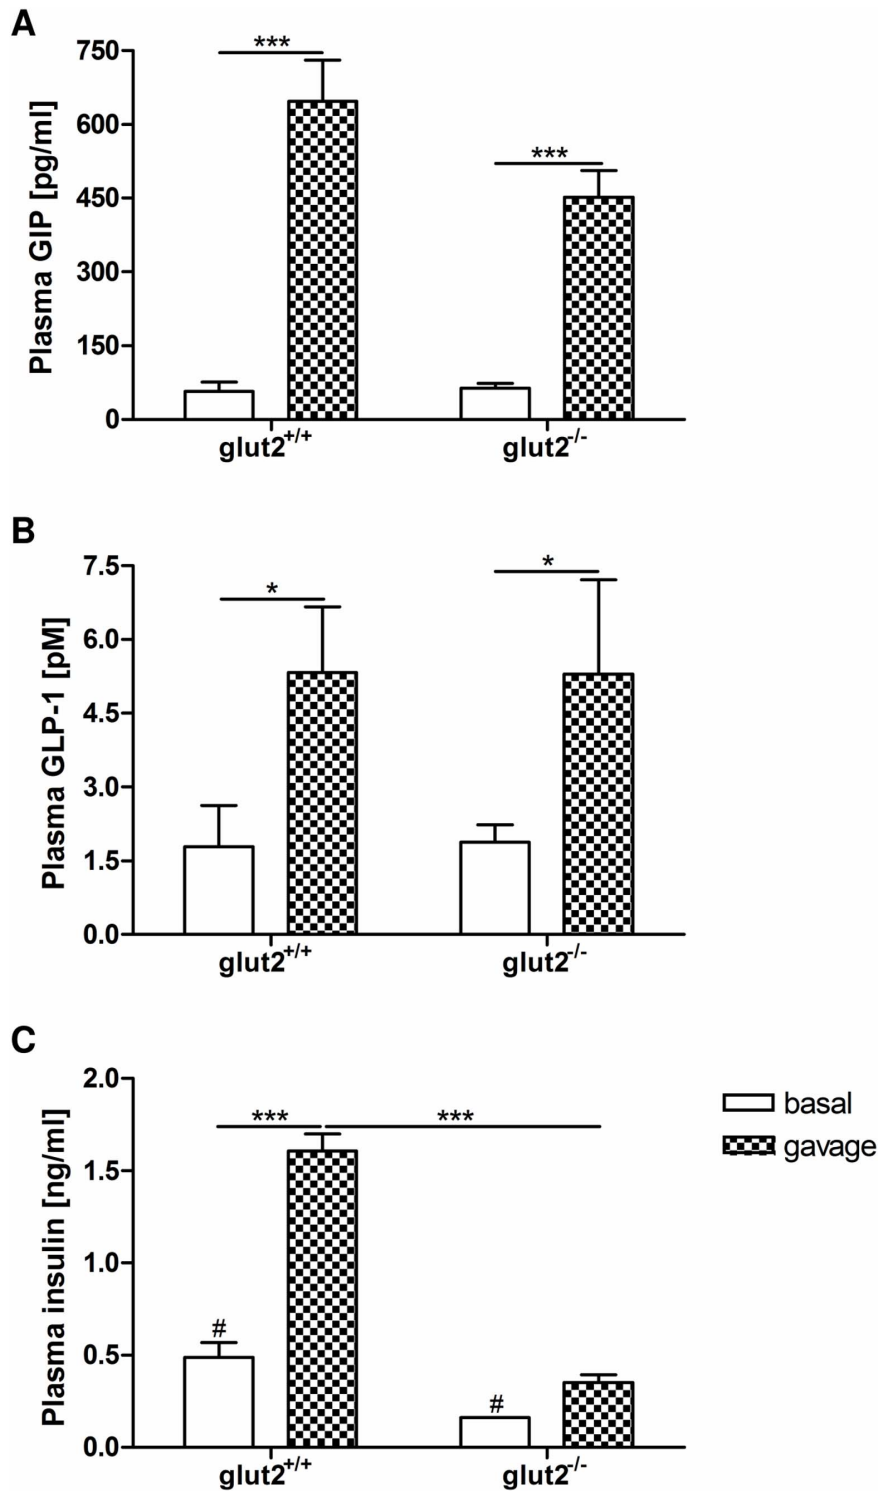 A
Plasma GIP [pg/ml]
750
600
450
300
150
0
***
***
glut2+/+
glut2-/-
B
Plasma GLP-1 [pM]
7.5
6.0
4.5
3.0
1.5
0.0
*
*
glut2+/+
glut2-/-
C
Plasma insulin [ng/ml]
2.0
1.5
1.0
0.5
0.0
***
***
#
#
glut2+/+
glut2-/-
basal
gavage